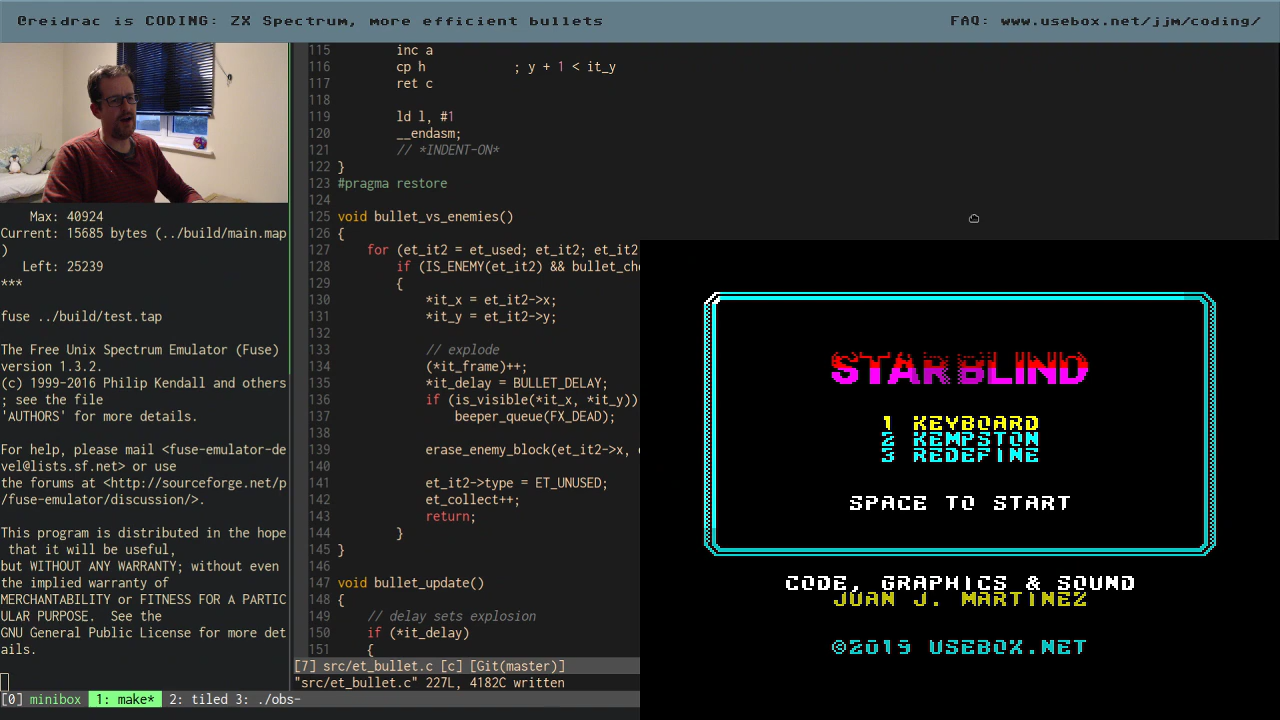 @reidrac is CODING: ZX Spectrum, more efficient bullets
FAQ: www.usebox.net/jjm/coding/
Max: 40924
Current: 15685 bytes (../build/main.map
)
Left: 25239
***
fuse ../build/test.tap
The Free Unix Spectrum Emulator (Fuse)
version 1.3.2.
(c) 1999-2016 Philip Kendall and others
; see the file
'AUTHORS' for more details.
For help, please mail <fuse-emulator-de
vel@lists.sf.net> or use
the forums at <http://sourceforge.net/p
/fuse-emulator/discussion/>.
This program is distributed in the hope
 that it will be useful,
but WITHOUT ANY WARRANTY; without even
the implied warranty of
MERCHANTABILITY or FITNESS FOR A PARTIC
ULAR PURPOSE.  See the
GNU General Public License for more det
ails.
115 inc a
116 cp h ; y + 1 < it_y
117 ret c
118
119 ld l, #1
120 __endasm;
121 // *INDENT-ON*
122 }
123 #pragma restore
124
125 void bullet_vs_enemies()
126 {
127 for (et_it2 = et_used; et_it2; et_it2
128 if (IS_ENEMY(et_it2) && bullet_che
129 {
130 *it_x = et_it2->x;
131 *it_y = et_it2->y;
132
133 // explode
134 (*it_frame)++;
135 *it_delay = BULLET_DELAY;
136 if (is_visible(*it_x, *it_y))
137 beeper_queue(FX_DEAD);
138
139 erase_enemy_block(et_it2->x,
140
141 et_it2->type = ET_UNUSED;
142 et_collect++;
143 return;
144 }
145 }
146
147 void bullet_update()
148 {
149 // delay sets explosion
150 if (*it_delay)
151 {
[7] src/et_bullet.c [c] [Git(master)]
"src/et_bullet.c" 227L, 4182C written
[0] minibox 1: make* 2: tiled 3: ./obs-
STARBLIND
1 KEYBOARD
2 KEMPSTON
3 REDEFINE
SPACE TO START
CODE, GRAPHICS & SOUND
JUAN J. MARTINEZ
©2019 USEBOX.NET